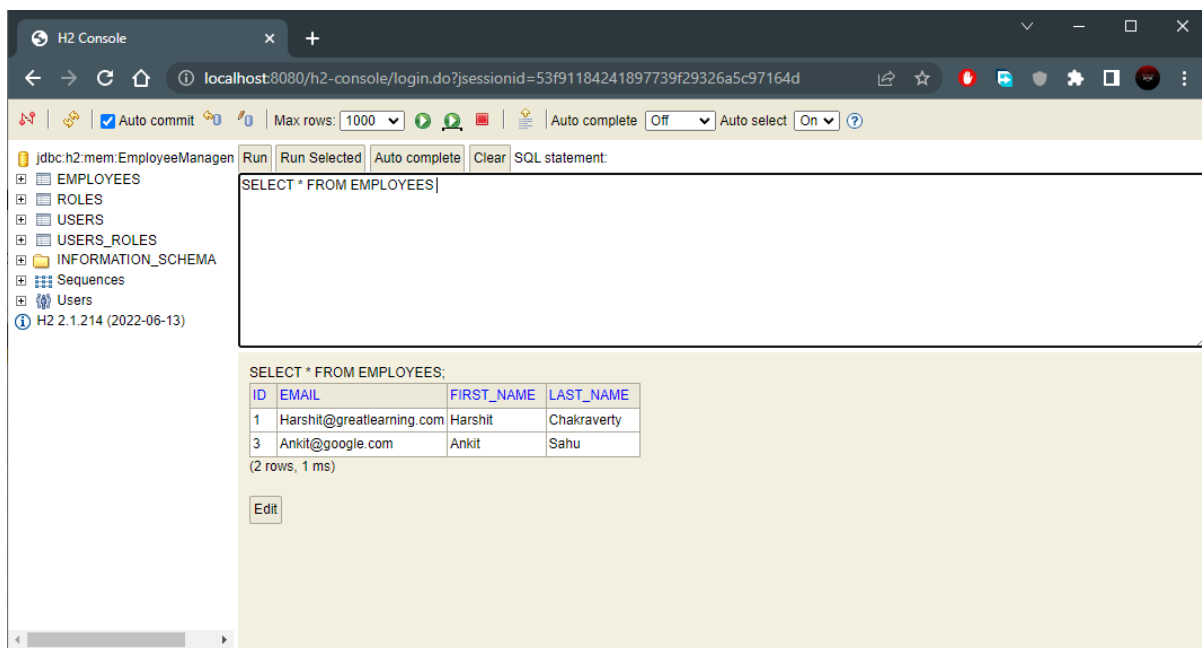 H2 Console
localhost:8080/h2-console/login.do?jsessionid=53f91184241897739f29326a5c97164d
Auto commit Max rows: 1000 Auto complete Off Auto select On
jdbc:h2:mem:EmployeeManagen
EMPLOYEES
ROLES
USERS
USERS_ROLES
INFORMATION_SCHEMA
Sequences
Users
H2 2.1.214 (2022-06-13)
Run Run Selected Auto complete Clear SQL statement:
SELECT * FROM EMPLOYEES
SELECT * FROM EMPLOYEES;
ID EMAIL FIRST_NAME LAST_NAME
1 Harshit@greatlearning.com Harshit Chakraverty
3 Ankit@google.com Ankit Sahu
(2 rows, 1 ms)
Edit